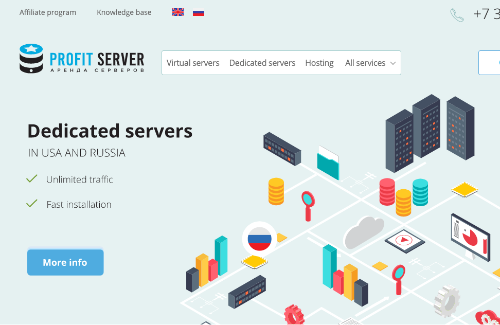 Affiliate program
Knowledge base
+7 3
PROFIT SERVER
АРЕНДА СЕРВЕРОВ
Virtual servers
Dedicated servers
Hosting
All services
Dedicated servers
IN USA AND RUSSIA
Unlimited traffic
Fast installation
More info